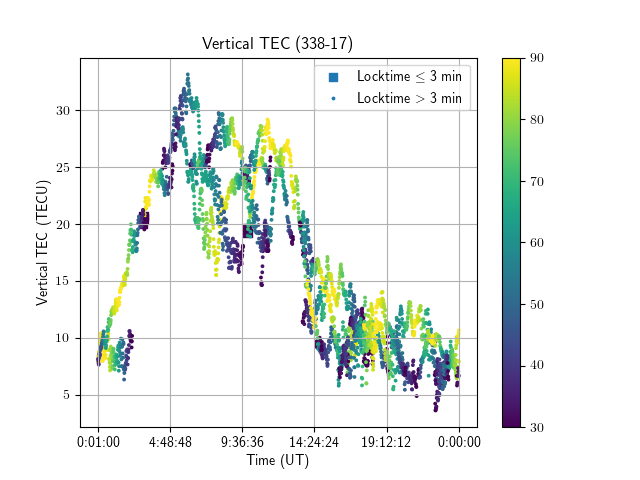 Vertical TEC (338-17)
Locktime ≤ 3 min
Locktime > 3 min
Vertical TEC (TECU)
30
25
20
15
10
5
0:01:00 4:48:48 9:36:36 14:24:24 19:12:12 0:00:00
Time (UT)
90
80
70
60
50
40
30